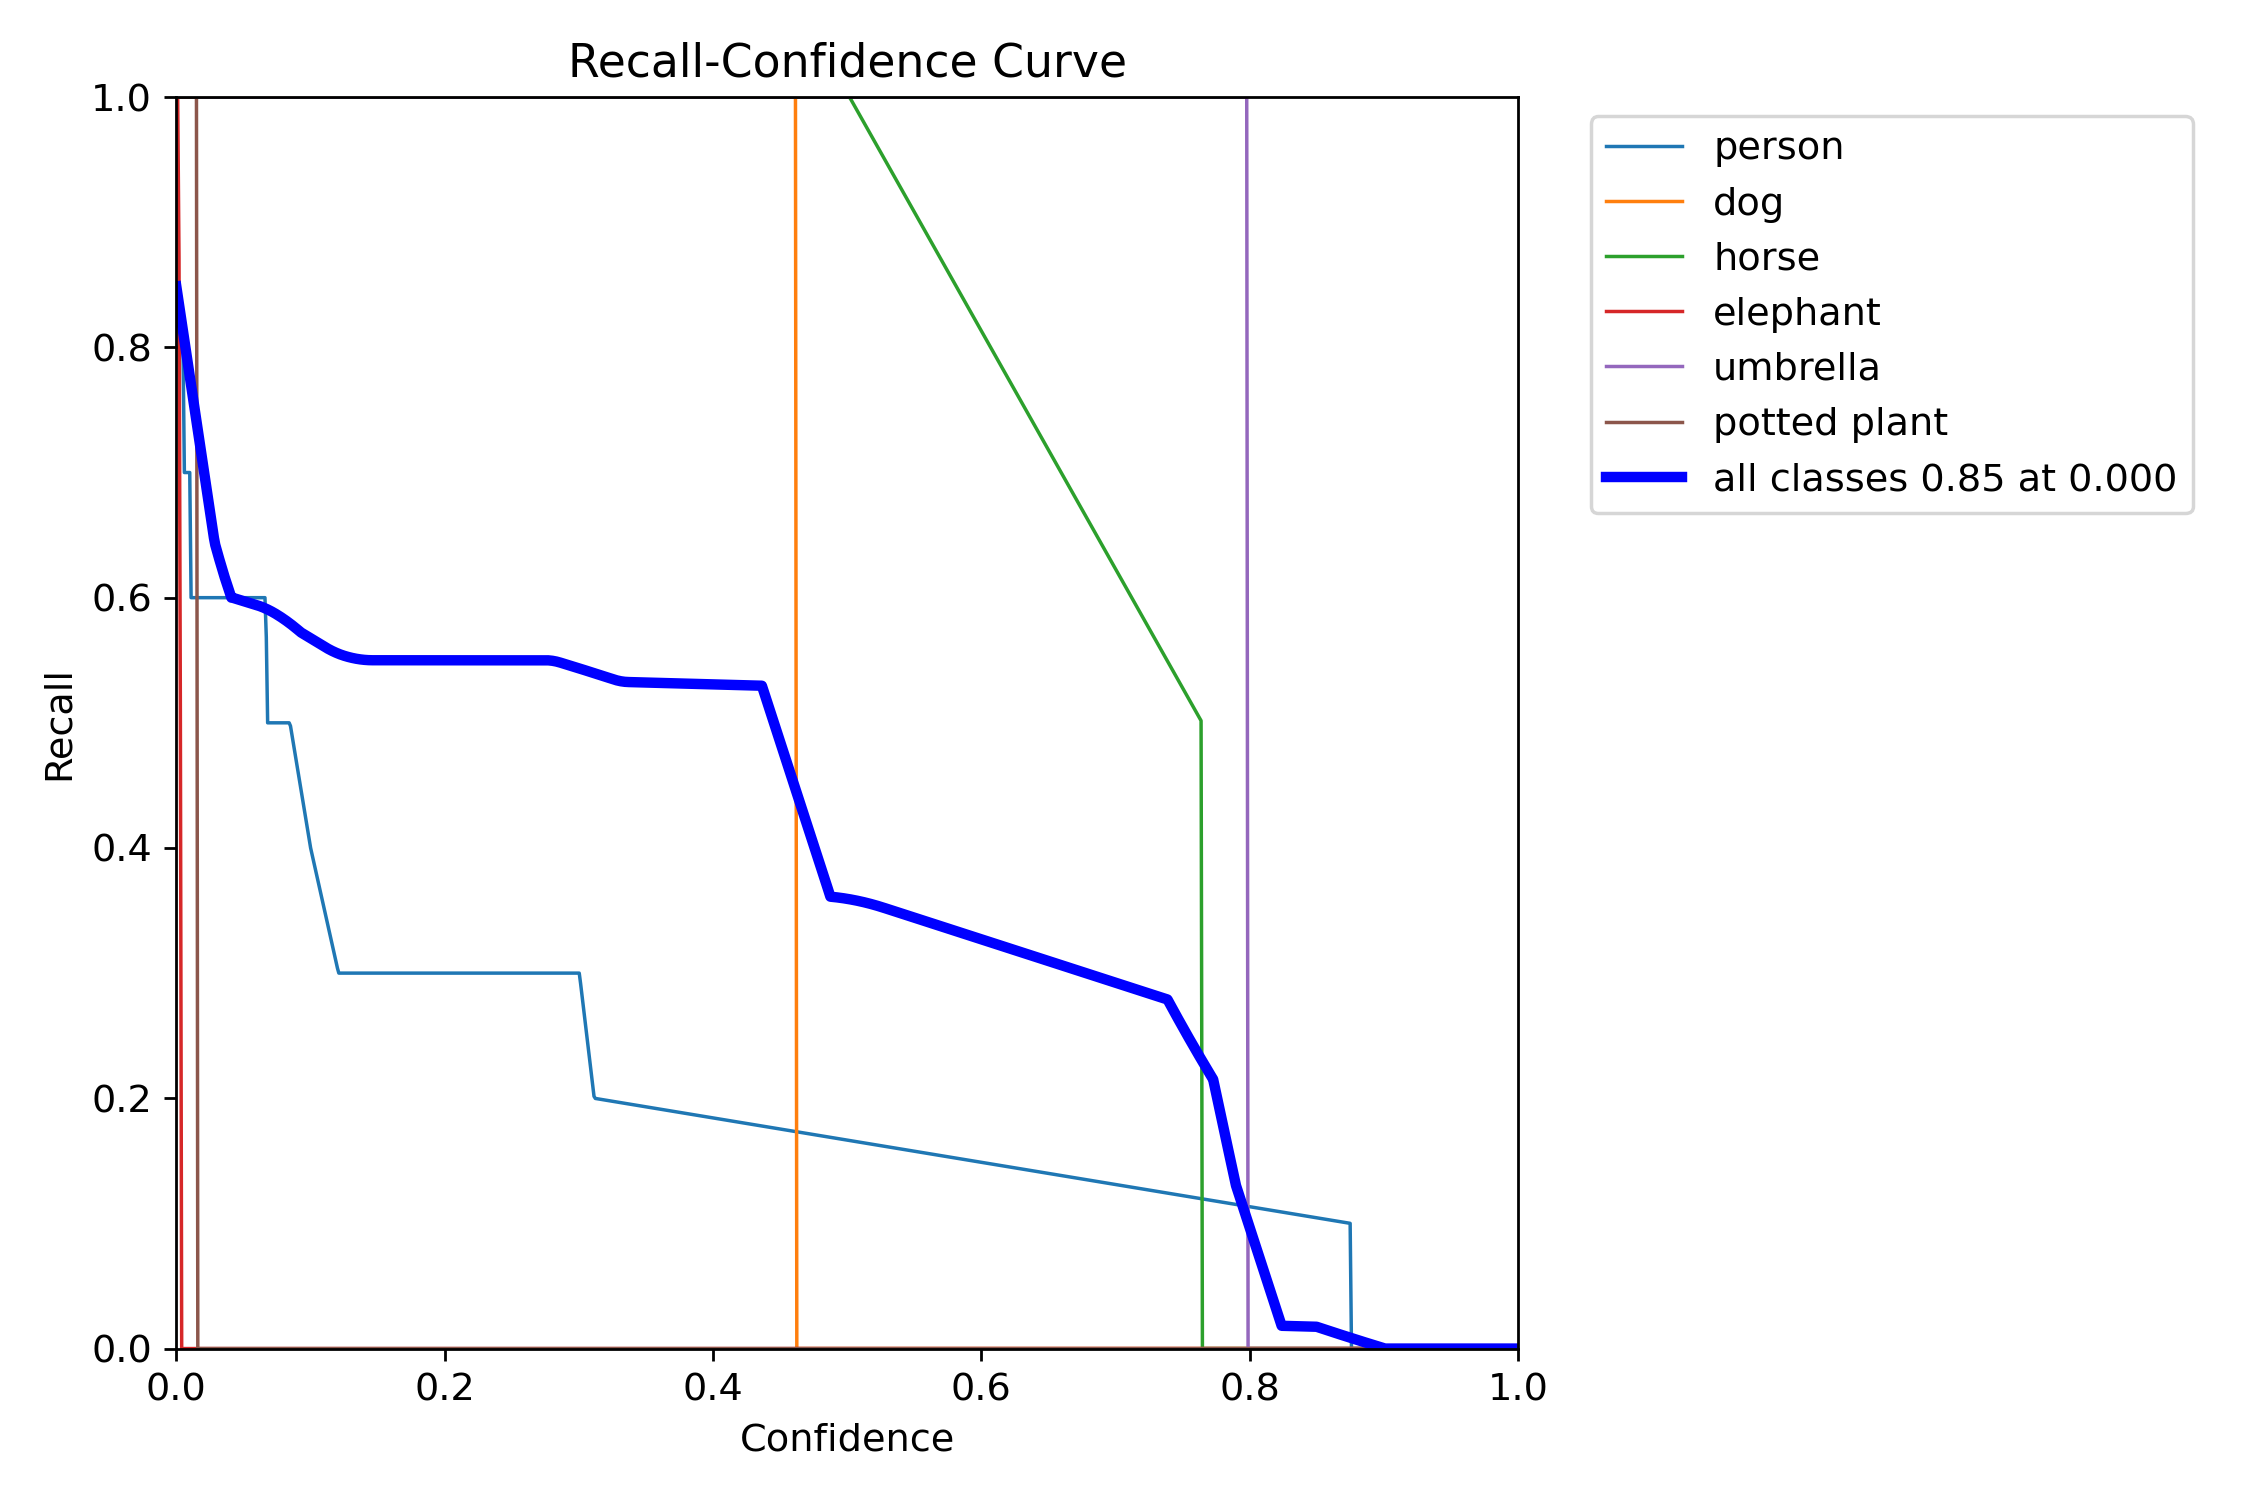 Recall-Confidence Curve
1.0
0.8
0.6
0.4
0.2
0.0
Recall
0.0 0.2 0.4 0.6 0.8 1.0
Confidence
person
dog
horse
elephant
umbrella
potted plant
all classes 0.85 at 0.000